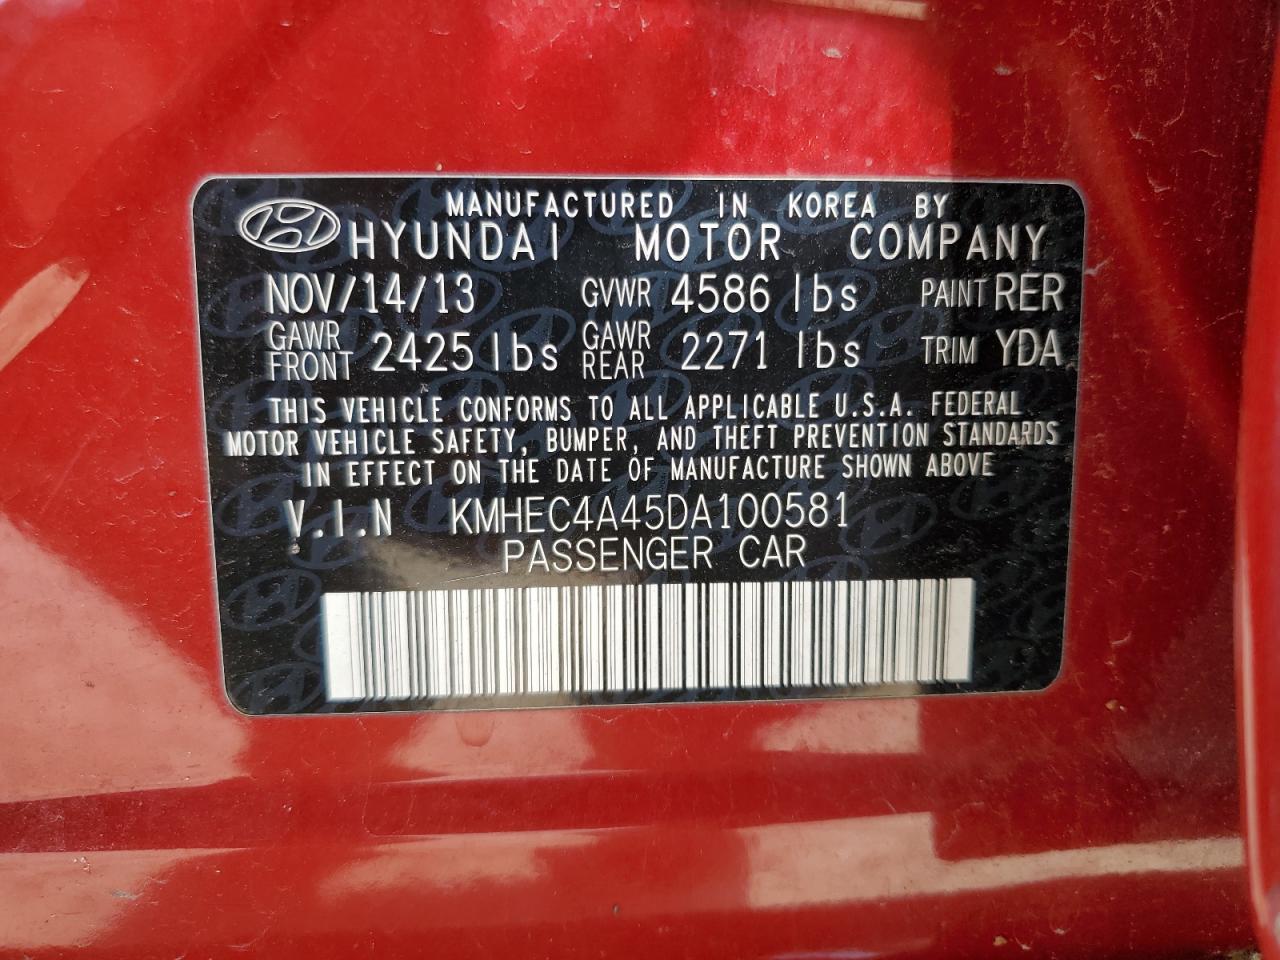 MANUFACTURED IN KOREA BY
HYUNDAI MOTOR COMPANY
NOV/14/13 GVWR 4586 lbs PAINT RER
GAWR FRONT 2425 lbs GAWR REAR 2271 lbs TRIM YDA
THIS VEHICLE CONFORMS TO ALL APPLICABLE U.S.A. FEDERAL
MOTOR VEHICLE SAFETY, BUMPER, AND THEFT PREVENTION STANDARDS
IN EFFECT ON THE DATE OF MANUFACTURE SHOWN ABOVE
V.I.N KMHEC4A45DA100581
PASSENGER CAR